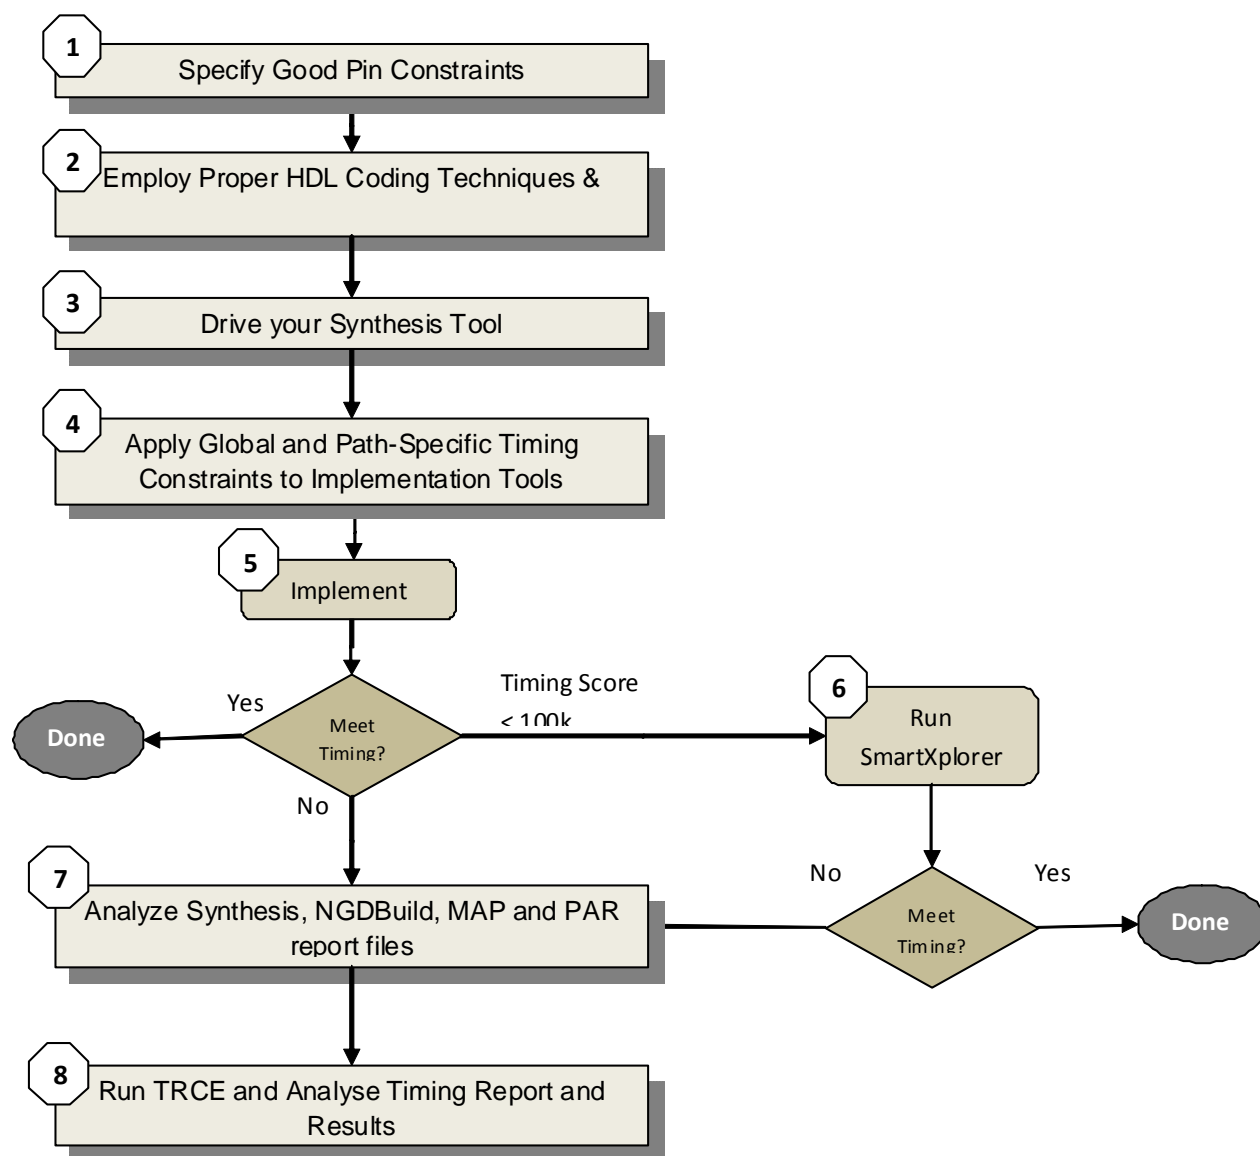 1
Specify Good Pin Constraints
2
Employ Proper HDL Coding Techniques &
3
Drive your Synthesis Tool
4
Apply Global and Path-Specific Timing
Constraints to Implementation Tools
5
Implement
Yes
Meet
Timing?
Done
Timing Score
< 100k
6
Run
SmartXplorer
No
7
Analyze Synthesis, NGDBuild, MAP and PAR
report files
No
Meet
Timing?
Yes
Done
8
Run TRCE and Analyse Timing Report and
Results